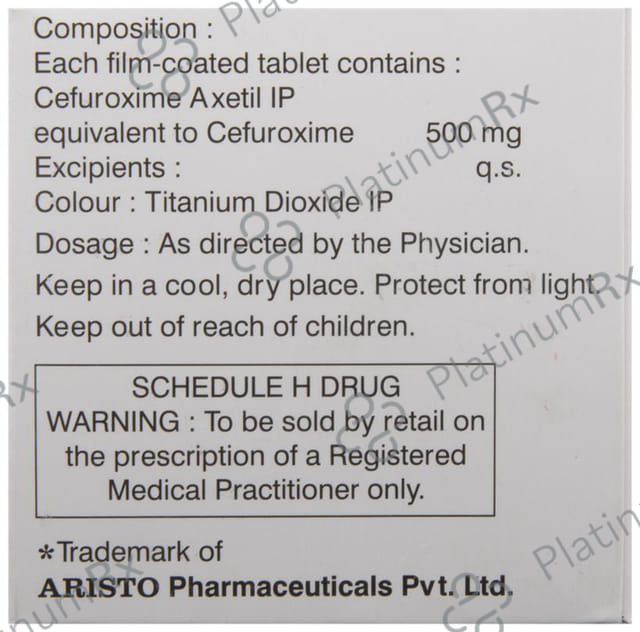 Composition :
Each film-coated tablet contains :
Cefuroxime Axetil IP
equivalent to Cefuroxime 500 mg
Excipients : q.s.
Colour : Titanium Dioxide IP
Dosage : As directed by the Physician.
Keep in a cool, dry place. Protect from light.
Keep out of reach of children.
SCHEDULE H DRUG
WARNING : To be sold by retail on
the prescription of a Registered
Medical Practitioner only.
*Trademark of
ARISTO Pharmaceuticals Pvt. Ltd.
PlatinumRx
PlatinumRx